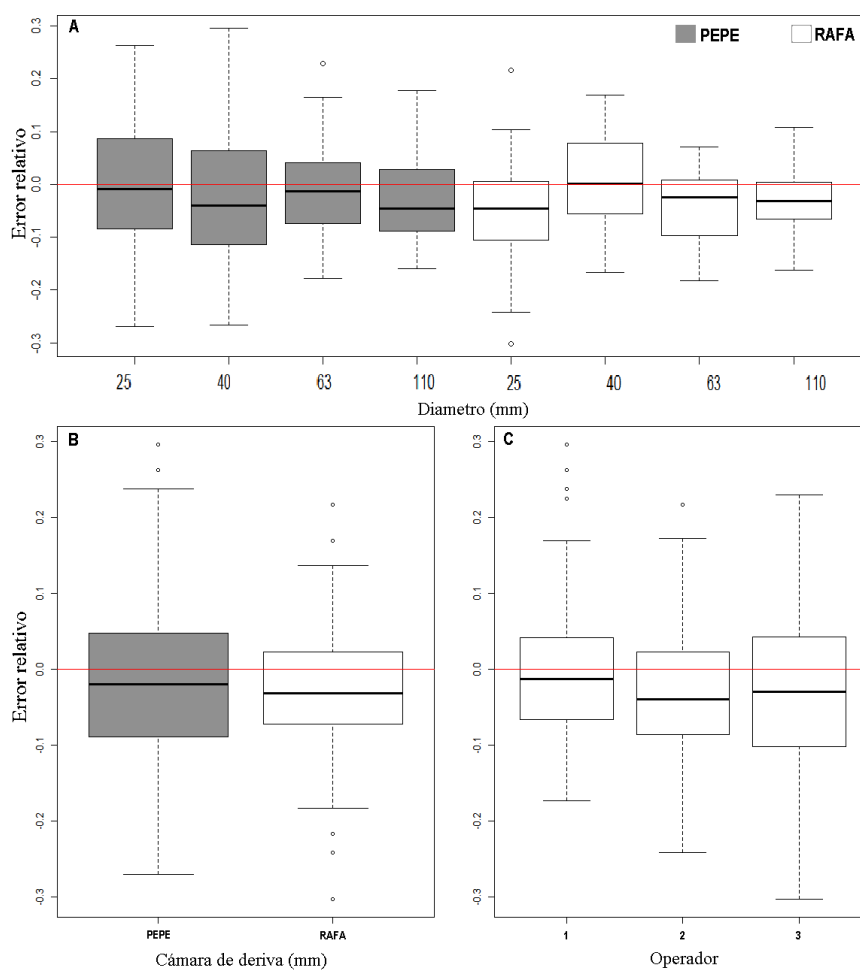 A
PEPE
RAFA
Error relativo
0.3
0.2
0.1
0.0
-0.1
-0.2
-0.3
25
40
63
110
25
40
63
110
Diametro (mm)
B
Error relativo
0.3
0.2
0.1
0.0
-0.1
-0.2
-0.3
PEPE
RAFA
Cámara de deriva (mm)
C
0.3
0.2
0.1
0.0
-0.1
-0.2
-0.3
1
2
3
Operador